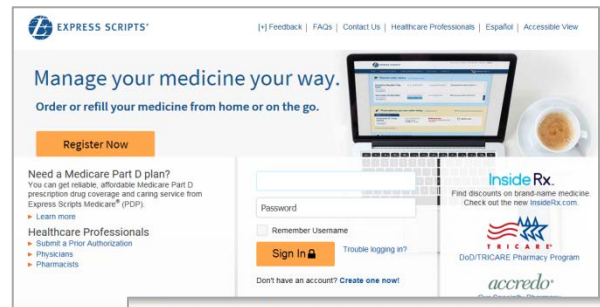 EXPRESS SCRIPTS®
[+] Feedback | FAQs | Contact Us | Healthcare Professionals | Español | Accessible View
Manage your medicine your way.
Order or refill your medicine from home or on the go.
Register Now
Need a Medicare Part D plan?
You can get reliable, affordable Medicare Part D
prescription drug coverage and caring service from
Express Scripts Medicare® (PDP).
Learn more
Healthcare Professionals
Submit a Prior Authorization
Physicians
Pharmacists
Password
Remember Username
Sign In
Trouble logging in?
Don't have an account? Create one now!
Inside Rx.
Find discounts on brand-name medicine.
Check out the new InsideRx.com.
TRICARE
DoD/TRICARE Pharmacy Program
accredo®